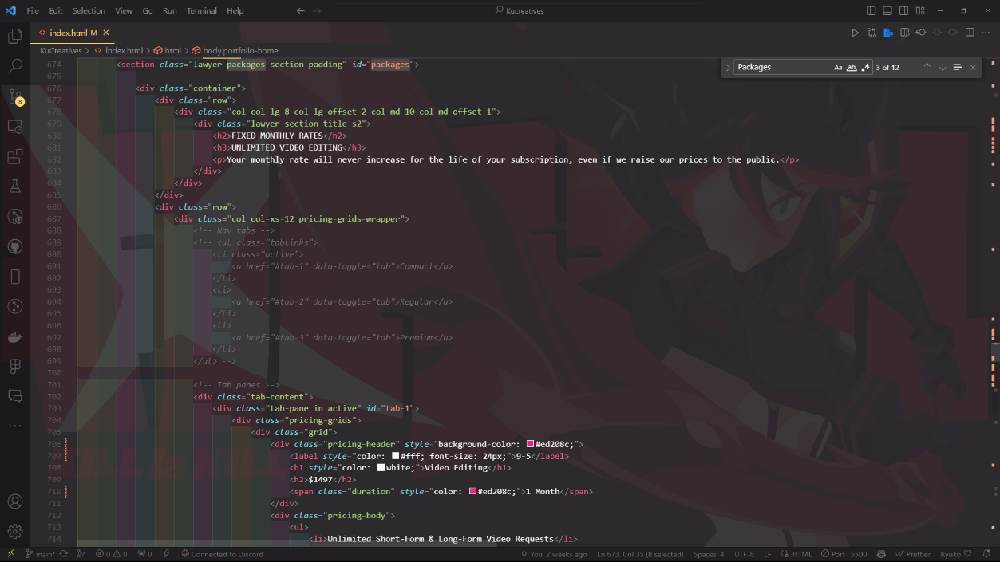 File Edit Selection View Go Run Terminal Help
Kucreatives
index.html M
KuCreatives > index.html > html > body.portfolio-home
Packages Aa ab .* 3 of 12
674 <section class="lawyer-packages section-padding" id="packages">
675
676 <div class="container">
677 <div class="row">
678 <div class="col col-lg-8 col-lg-offset-2 col-md-10 col-md-offset-1">
679 <div class="lawyer-section-title-s2">
680 <h2>FIXED MONTHLY RATES</h2>
681 <h3>UNLIMITED VIDEO EDITING</h3>
682 <p>Your monthly rate will never increase for the life of your subscription, even if we raise our prices to the public.</p>
683 </div>
684 </div>
685 </div>
686 <div class="row">
687 <div class="col col-xs-12 pricing-grids-wrapper">
688 <!-- Nav tabs -->
689 <!-- <ul class="tablinks">
690 <li class="active">
691 <a href="#tab-1" data-toggle="tab">Compact</a>
692 </li>
693 <li>
694 <a href="#tab-2" data-toggle="tab">Regular</a>
695 </li>
696 <li>
697 <a href="#tab-3" data-toggle="tab">Premium</a>
698 </li>
699 </ul> -->
700
701 <!-- Tab panes -->
702 <div class="tab-content">
703 <div class="tab-pane in active" id="tab-1">
704 <div class="pricing-grids">
705 <div class="grid">
706 <div class="pricing-header" style="background-color: #ed208c;">
707 <label style="color: #fff; font-size: 24px;">9-5</label>
708 <h1 style="color: white;">Video Editing</h1>
709 <h2>$1497</h2>
710 <span class="duration" style="color: #ed208c;">1 Month</span>
711 </div>
712 <div class="pricing-body">
713 <ul>
714 <li>Unlimited Short-Form & Long-Form Video Requests</li>
8
main* 0 0 0 Connected to Discord You, 2 weeks ago Ln 673, Col 35 (8 selected) Spaces: 4 UTF-8 LF HTML Port : 5500 Prettier Ryuko